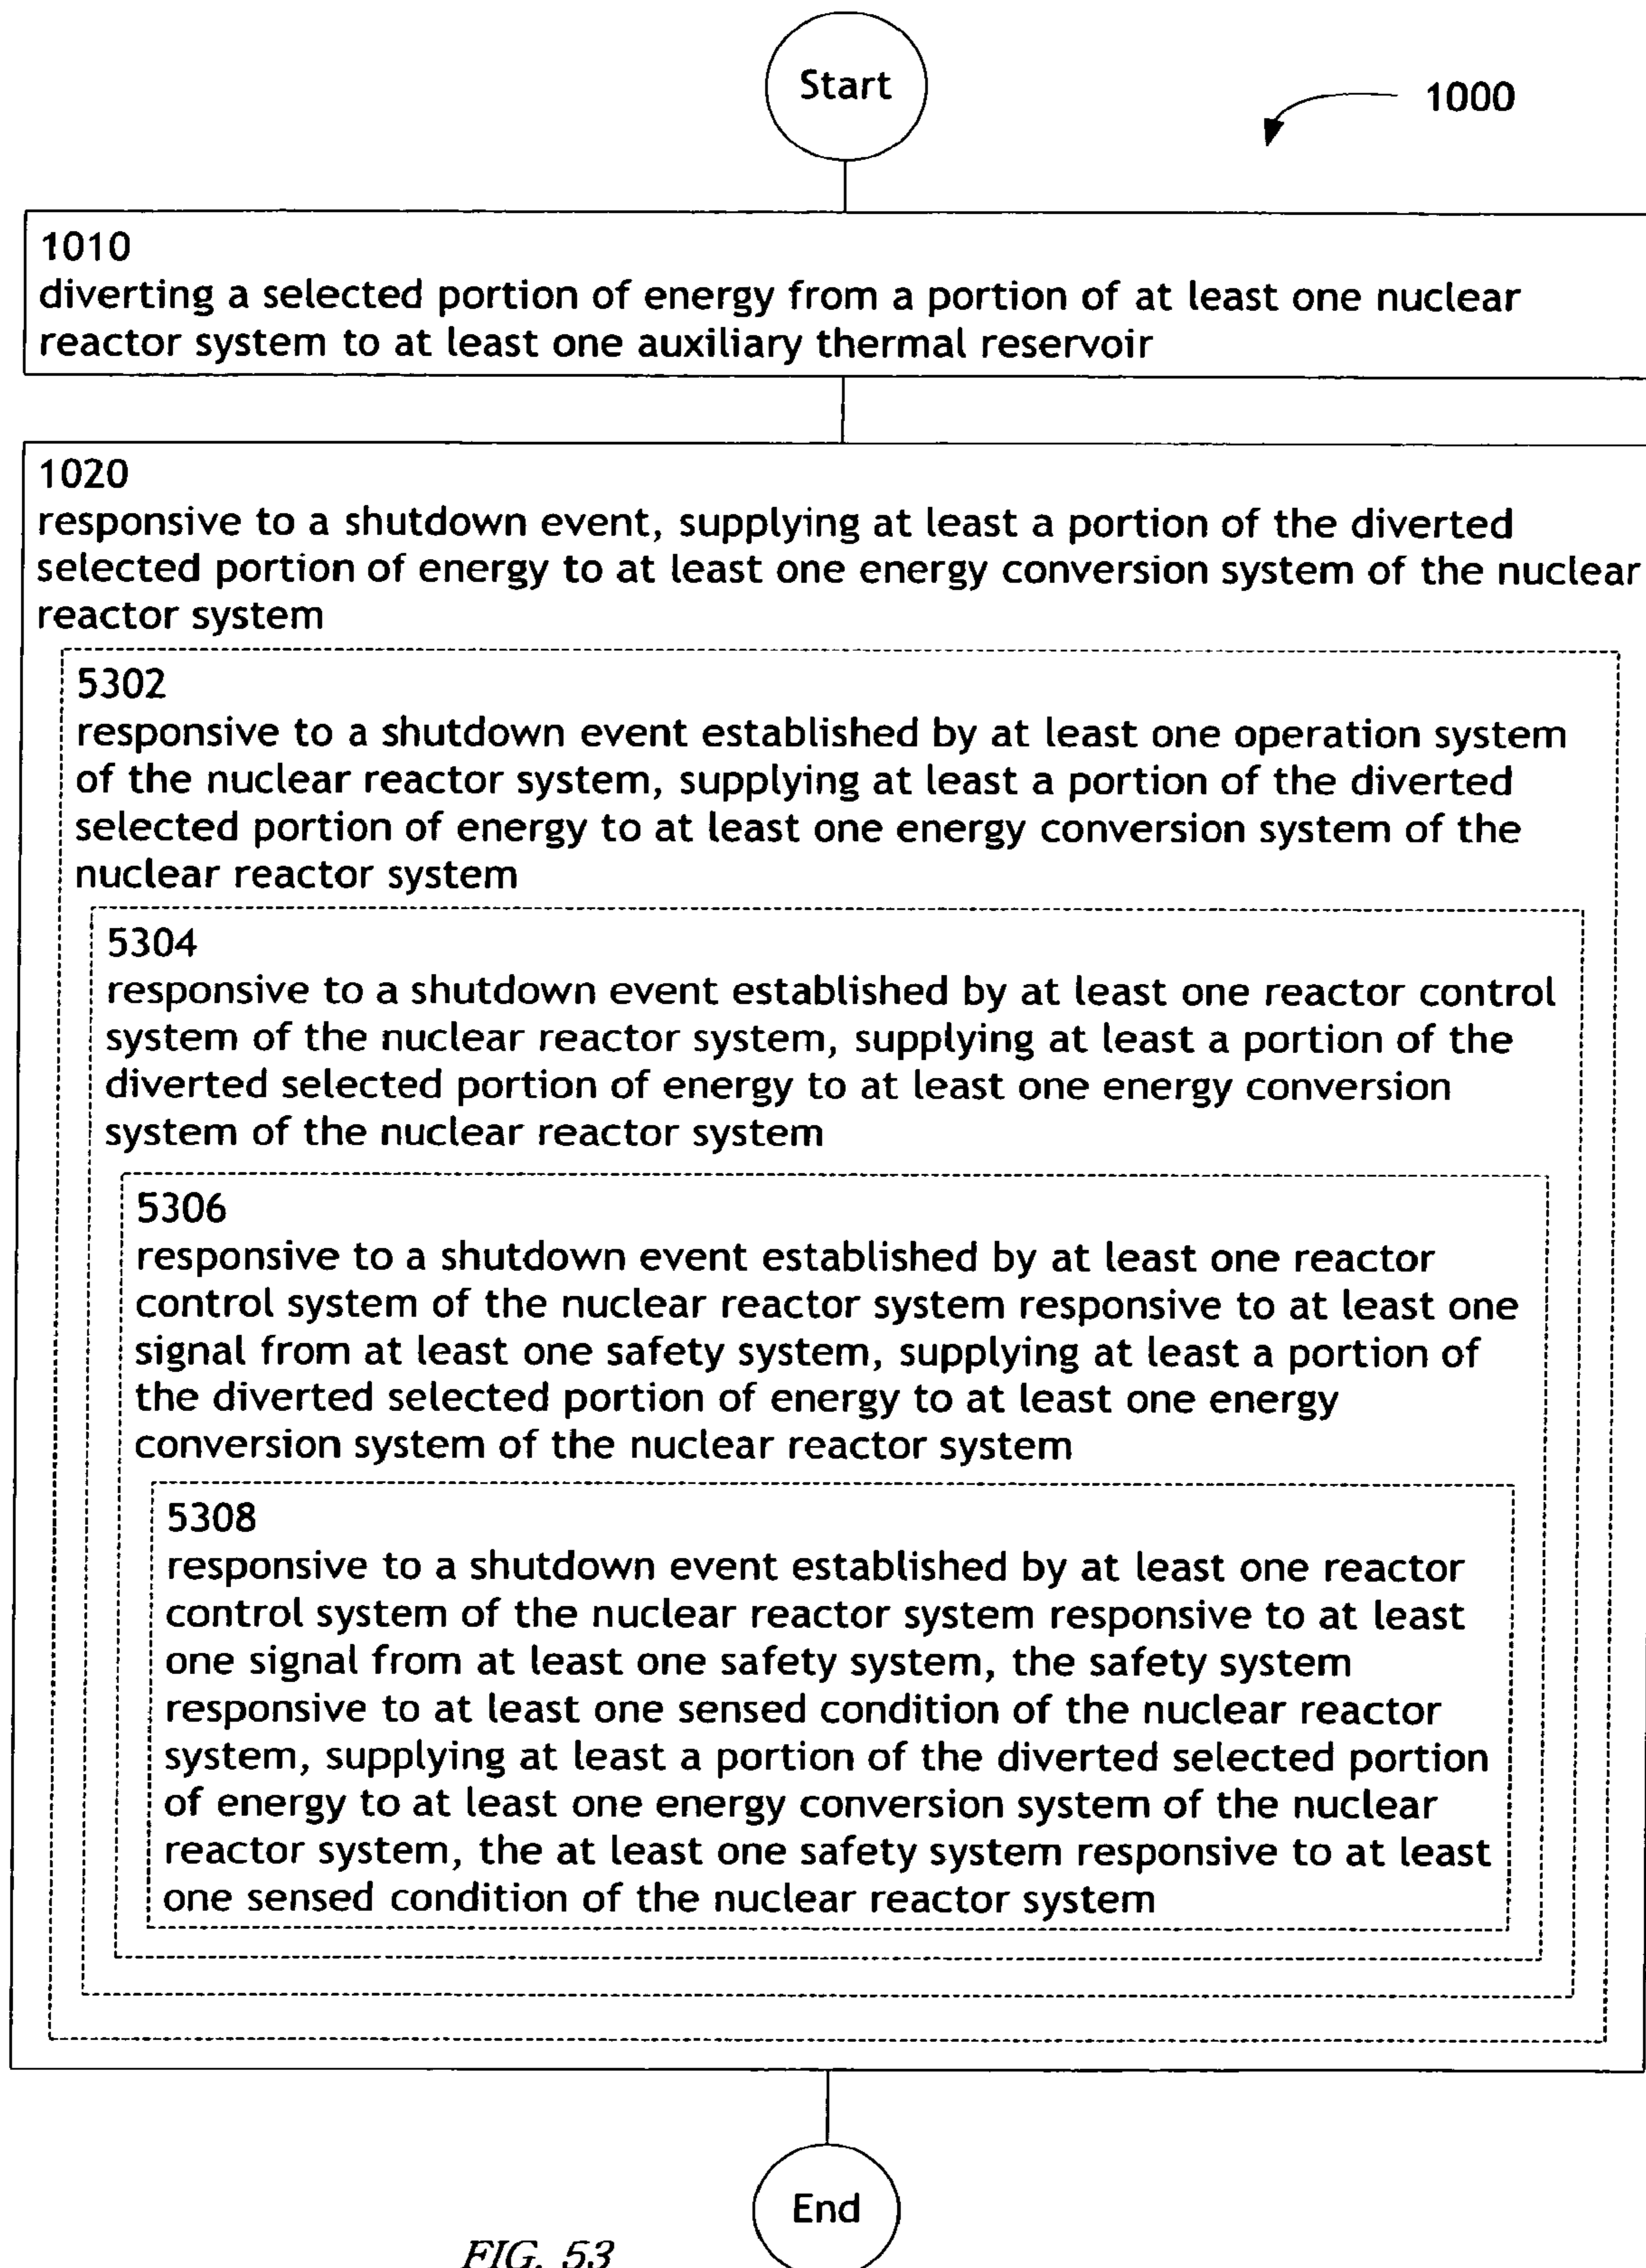 Start
1000
1010
diverting a selected portion of energy from a portion of at least one nuclear
reactor system to at least one auxiliary thermal reservoir
1020
responsive to a shutdown event, supplying at least a portion of the diverted
selected portion of energy to at least one energy conversion system of the nuclear
reactor system
5302
responsive to a shutdown event established by at least one operation system
of the nuclear reactor system, supplying at least a portion of the diverted
selected portion of energy to at least one energy conversion system of the
nuclear reactor system
5304
responsive to a shutdown event established by at least one reactor control
system of the nuclear reactor system, supplying at least a portion of the
diverted selected portion of energy to at least one energy conversion
system of the nuclear reactor system
5306
responsive to a shutdown event established by at least one reactor
control system of the nuclear reactor system responsive to at least one
signal from at least one safety system, supplying at least a portion of
the diverted selected portion of energy to at least one energy
conversion system of the nuclear reactor system
5308
responsive to a shutdown event established by at least one reactor
control system of the nuclear reactor system responsive to at least
one signal from at least one safety system, the safety system
responsive to at least one sensed condition of the nuclear reactor
system, supplying at least a portion of the diverted selected portion
of energy to at least one energy conversion system of the nuclear
reactor system, the at least one safety system responsive to at least
one sensed condition of the nuclear reactor system
End
FIG. 53